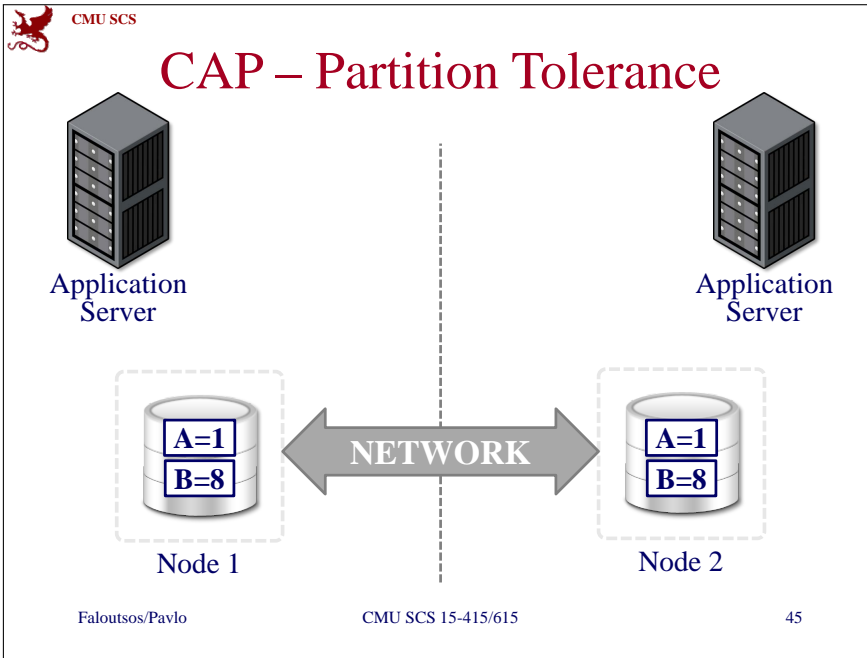 CMU SCS
CAP – Partition Tolerance
Application
Server
Application
Server
A=1
B=8
NETWORK
A=1
B=8
Node 1
Node 2
Faloutsos/Pavlo
CMU SCS 15-415/615
45